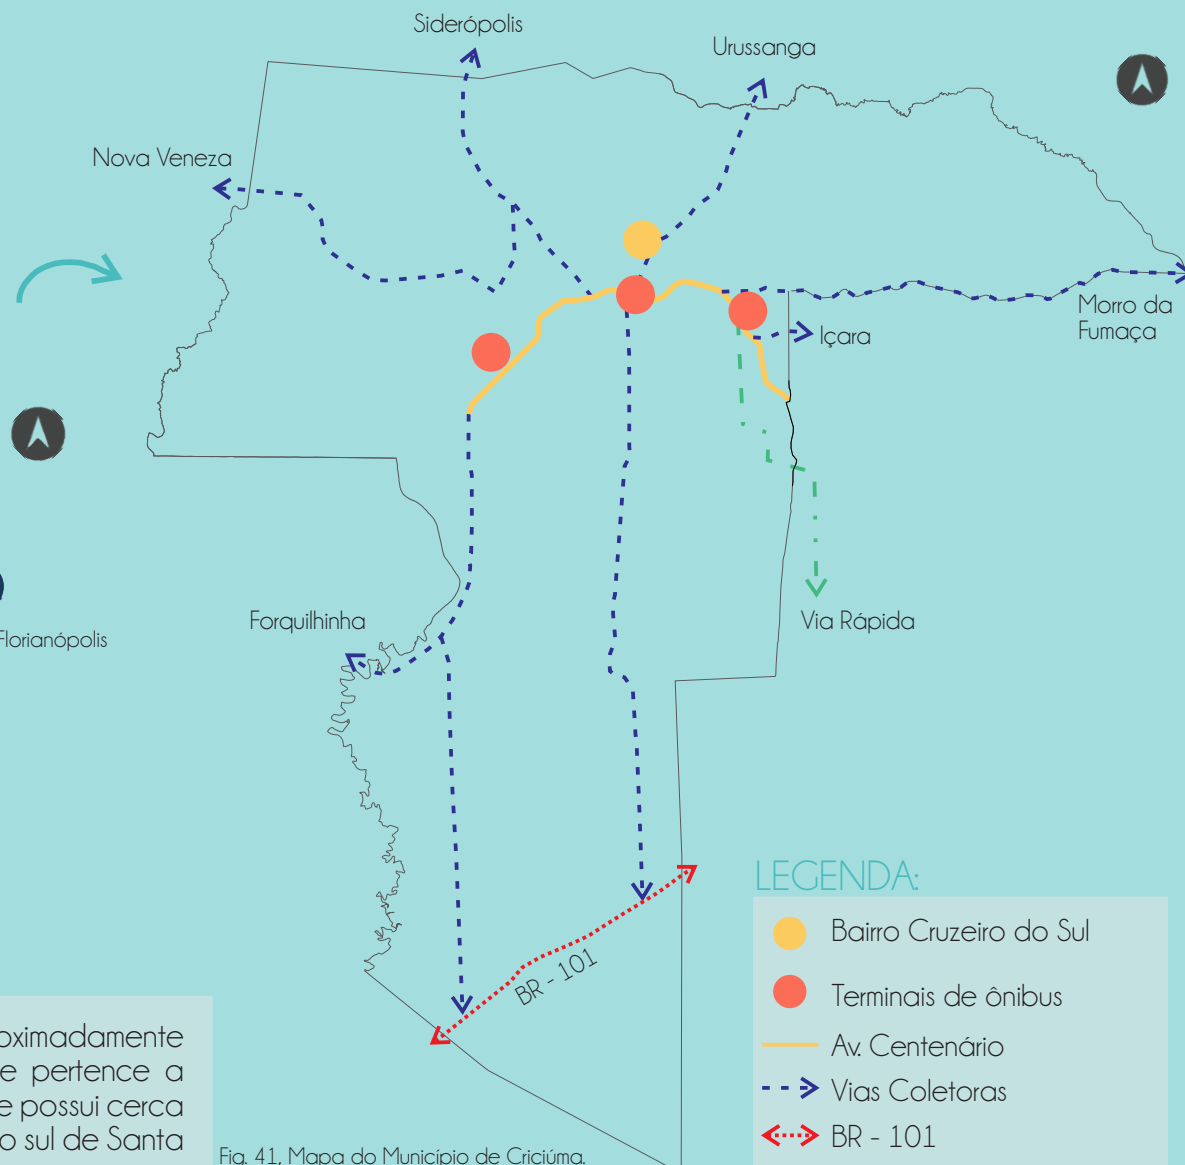 Siderópolis
Urussanga
Nova Veneza
Morro da
Fumaça
Içara
Forquilhinha
Via Rápida
Florianópolis
BR - 101
LEGENDA:
Bairro Cruzeiro do Sul
Terminais de ônibus
Av. Centenário
Vias Coletoras
BR - 101
e pertence a
e possui cerca
o sul de Santa
Fig. 41, Mapa do Município de Criciúma.